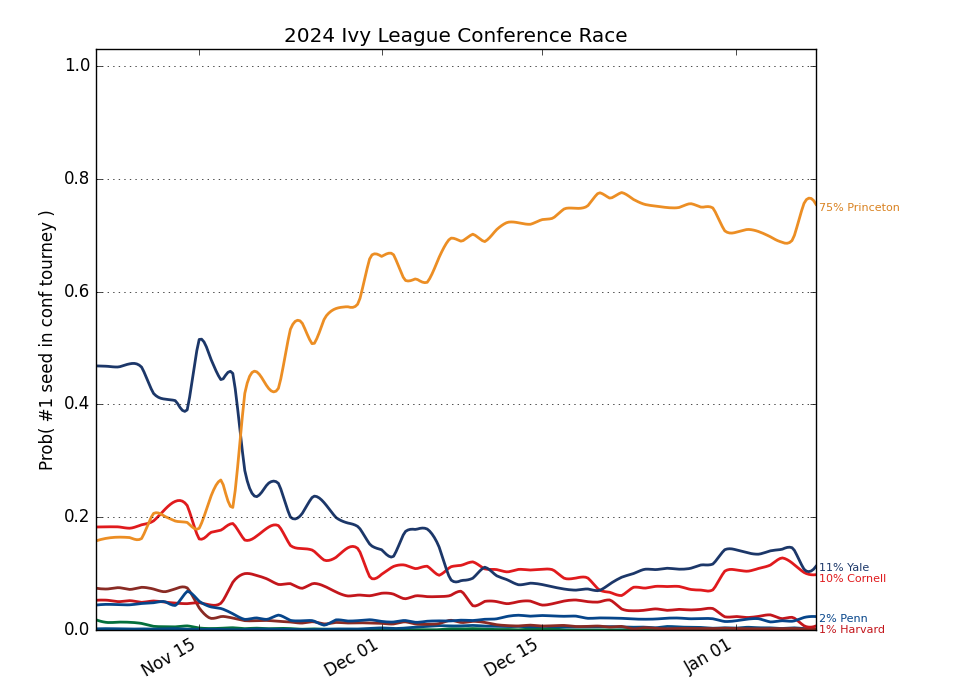 2024 Ivy League Conference Race
Prob( #1 seed in conf tourney )
1.0
0.8
0.6
0.4
0.2
0.0
75% Princeton
11% Yale
10% Cornell
2% Penn
1% Harvard
Nov 15
Dec 01
Dec 15
Jan 01